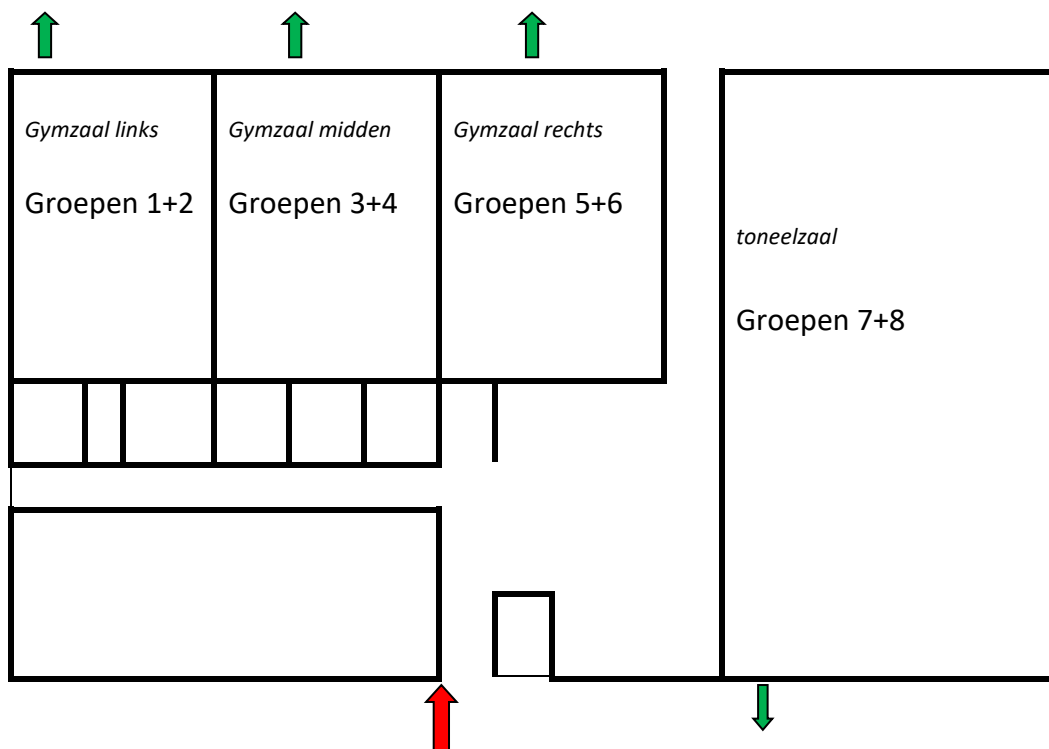 Gymzaal links
Groepen 1+2
Gymzaal midden
Groepen 3+4
Gymzaal rechts
Groepen 5+6
toneelzaal
Groepen 7+8